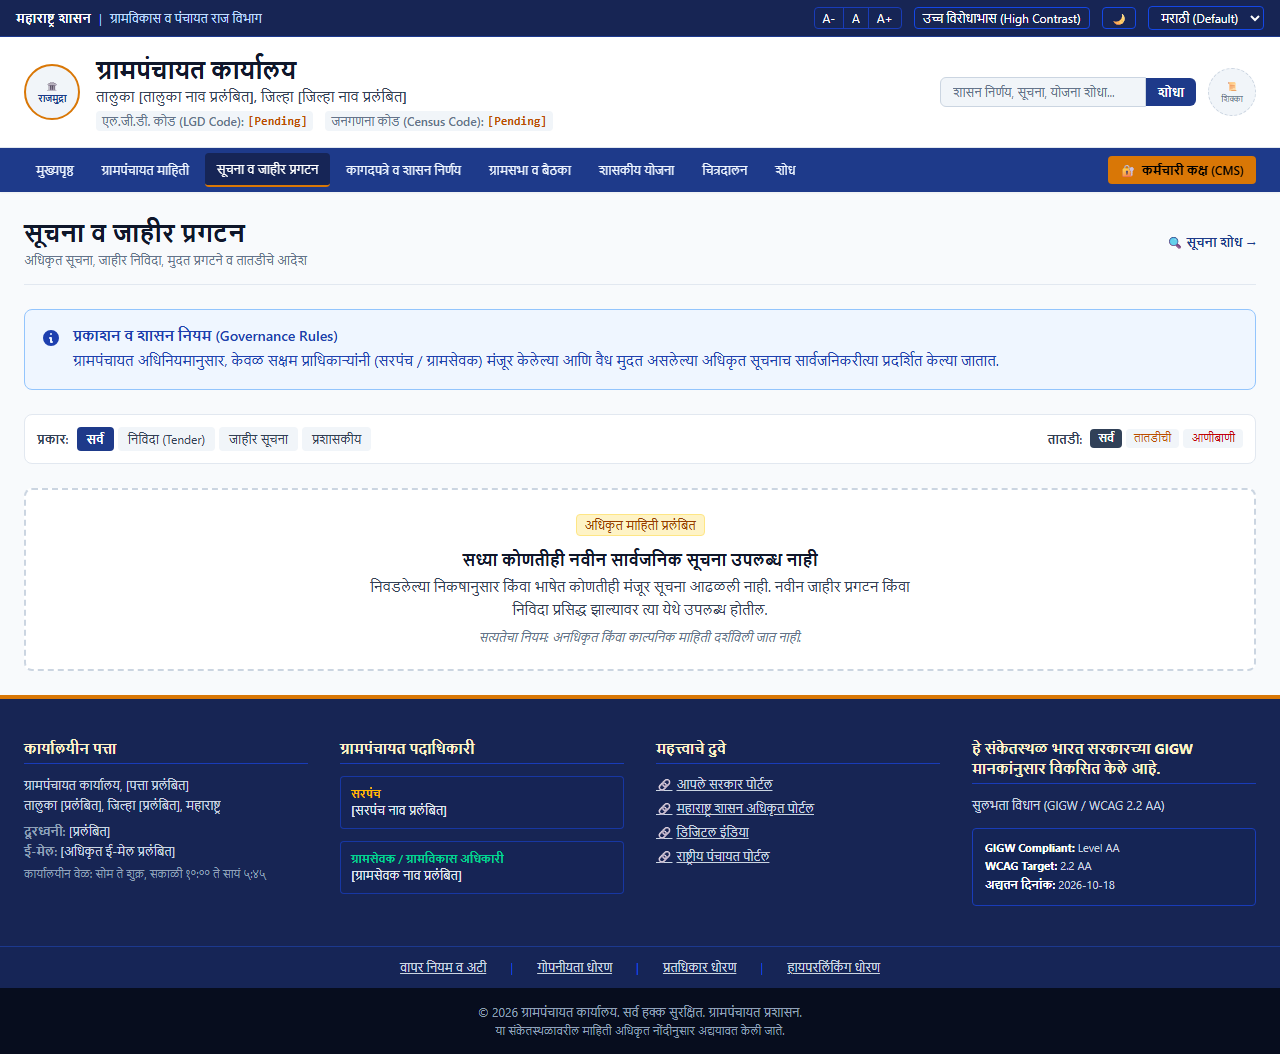 महाराष्ट्र शासन | ग्रामविकास व पंचायत राज विभाग
A- A A+ उच्च विरोधाभास (High Contrast) मराठी (Default)
राजमुद्रा
ग्रामपंचायत कार्यालय
तालुका [तालुका नाव प्रलंबित], जिल्हा [जिल्हा नाव प्रलंबित]
एल.जी.डी. कोड (LGD Code): [Pending] जनगणना कोड (Census Code): [Pending]
शासन निर्णय, सूचना, योजना शोधा... शोधा
शिक्का
मुख्यपृष्ठ ग्रामपंचायत माहिती सूचना व जाहीर प्रगटन कागदपत्रे व शासन निर्णय ग्रामसभा व बैठका शासकीय योजना चित्रदालन शोध कर्मचारी कक्ष (CMS)
सूचना व जाहीर प्रगटन
अधिकृत सूचना, जाहीर निविदा, मुदत प्रगटने व तातडीचे आदेश
सूचना शोध →
प्रकाशन व शासन नियम (Governance Rules)
ग्रामपंचायत अधिनियमानुसार, केवळ सक्षम प्राधिकाऱ्यांनी (सरपंच / ग्रामसेवक) मंजूर केलेल्या आणि वैध मुदत असलेल्या अधिकृत सूचनाच सार्वजनिकरीत्या प्रदर्शित केल्या जातात.
प्रकार: सर्व निविदा (Tender) जाहीर सूचना प्रशासकीय
तातडी: सर्व तातडीची आणीबाणी
अधिकृत माहिती प्रलंबित
सध्या कोणतीही नवीन सार्वजनिक सूचना उपलब्ध नाही
निवडलेल्या निकषानुसार किंवा भाषेत कोणतीही मंजूर सूचना आढळली नाही. नवीन जाहीर प्रगटन किंवा
निविदा प्रसिद्ध झाल्यावर त्या येथे उपलब्ध होतील.
सत्यतेचा नियम: अनधिकृत किंवा काल्पनिक माहिती दर्शविली जात नाही.
कार्यालयीन पत्ता
ग्रामपंचायत कार्यालय, [पत्ता प्रलंबित]
तालुका [प्रलंबित], जिल्हा [प्रलंबित], महाराष्ट्र
दूरध्वनी: [प्रलंबित]
ई-मेल: [अधिकृत ई-मेल प्रलंबित]
कार्यालयीन वेळ: सोम ते शुक्र, सकाळी १०:०० ते सायं ५:४५
ग्रामपंचायत पदाधिकारी
सरपंच
[सरपंच नाव प्रलंबित]
ग्रामसेवक / ग्रामविकास अधिकारी
[ग्रामसेवक नाव प्रलंबित]
महत्त्वाचे दुवे
आपले सरकार पोर्टल
महाराष्ट्र शासन अधिकृत पोर्टल
डिजिटल इंडिया
राष्ट्रीय पंचायत पोर्टल
हे संकेतस्थळ भारत सरकारच्या GIGW
मानकांनुसार विकसित केले आहे.
सुलभता विधान (GIGW / WCAG 2.2 AA)
GIGW Compliant: Level AA
WCAG Target: 2.2 AA
अद्यतन दिनांक: 2026-10-18
वापर नियम व अटी | गोपनीयता धोरण | प्रतधिकार धोरण | हायपरलिंकिंग धोरण
© 2026 ग्रामपंचायत कार्यालय. सर्व हक्क सुरक्षित. ग्रामपंचायत प्रशासन.
या संकेतस्थळावरील माहिती अधिकृत नोंदीनुसार अद्ययावत केली जाते.